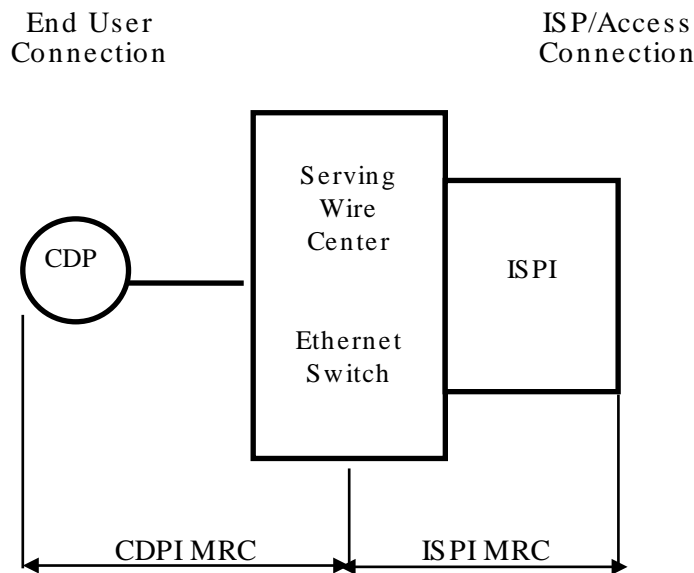 End User
Connection
ISP/Access
Connection
Serving
Wire
Center
CDP
ISPI
Ethernet
Switch
CDPI MRC
ISPI MRC